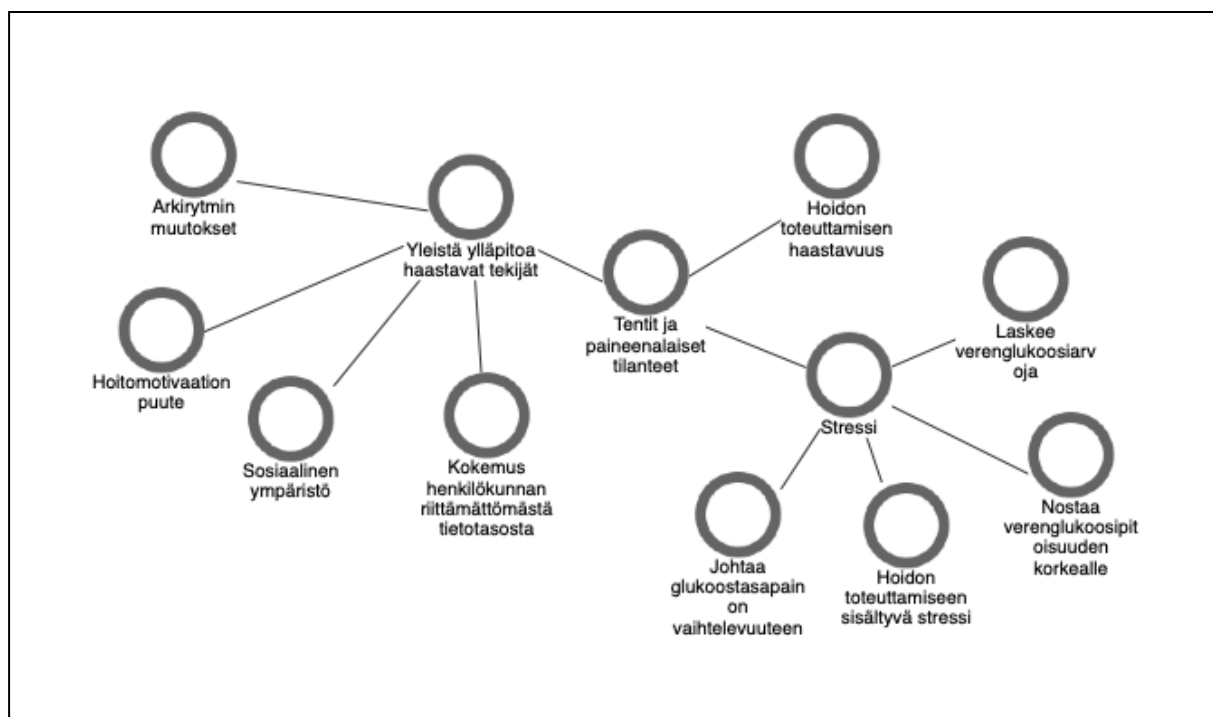 Arkirytmin
muutokset
Yleistä ylläpitoa
haastavat tekijät
Hoidon
toteuttamisen
haastavuus
Tentit ja
paineenalaiset
tilanteet
Laskee
verenglukoosiarv
oja
Hoitomotivaation
puute
Sosiaalinen
ympäristö
Kokemus
henkilökunnan
riittämättömästä
tietotasosta
Stressi
Johtaa
glukoostasapain
on
vaihtelevuuteen
Hoidon
toteuttamiseen
sisältyvä stressi
Nostaa
verenglukoosipit
oisuuden
korkealle